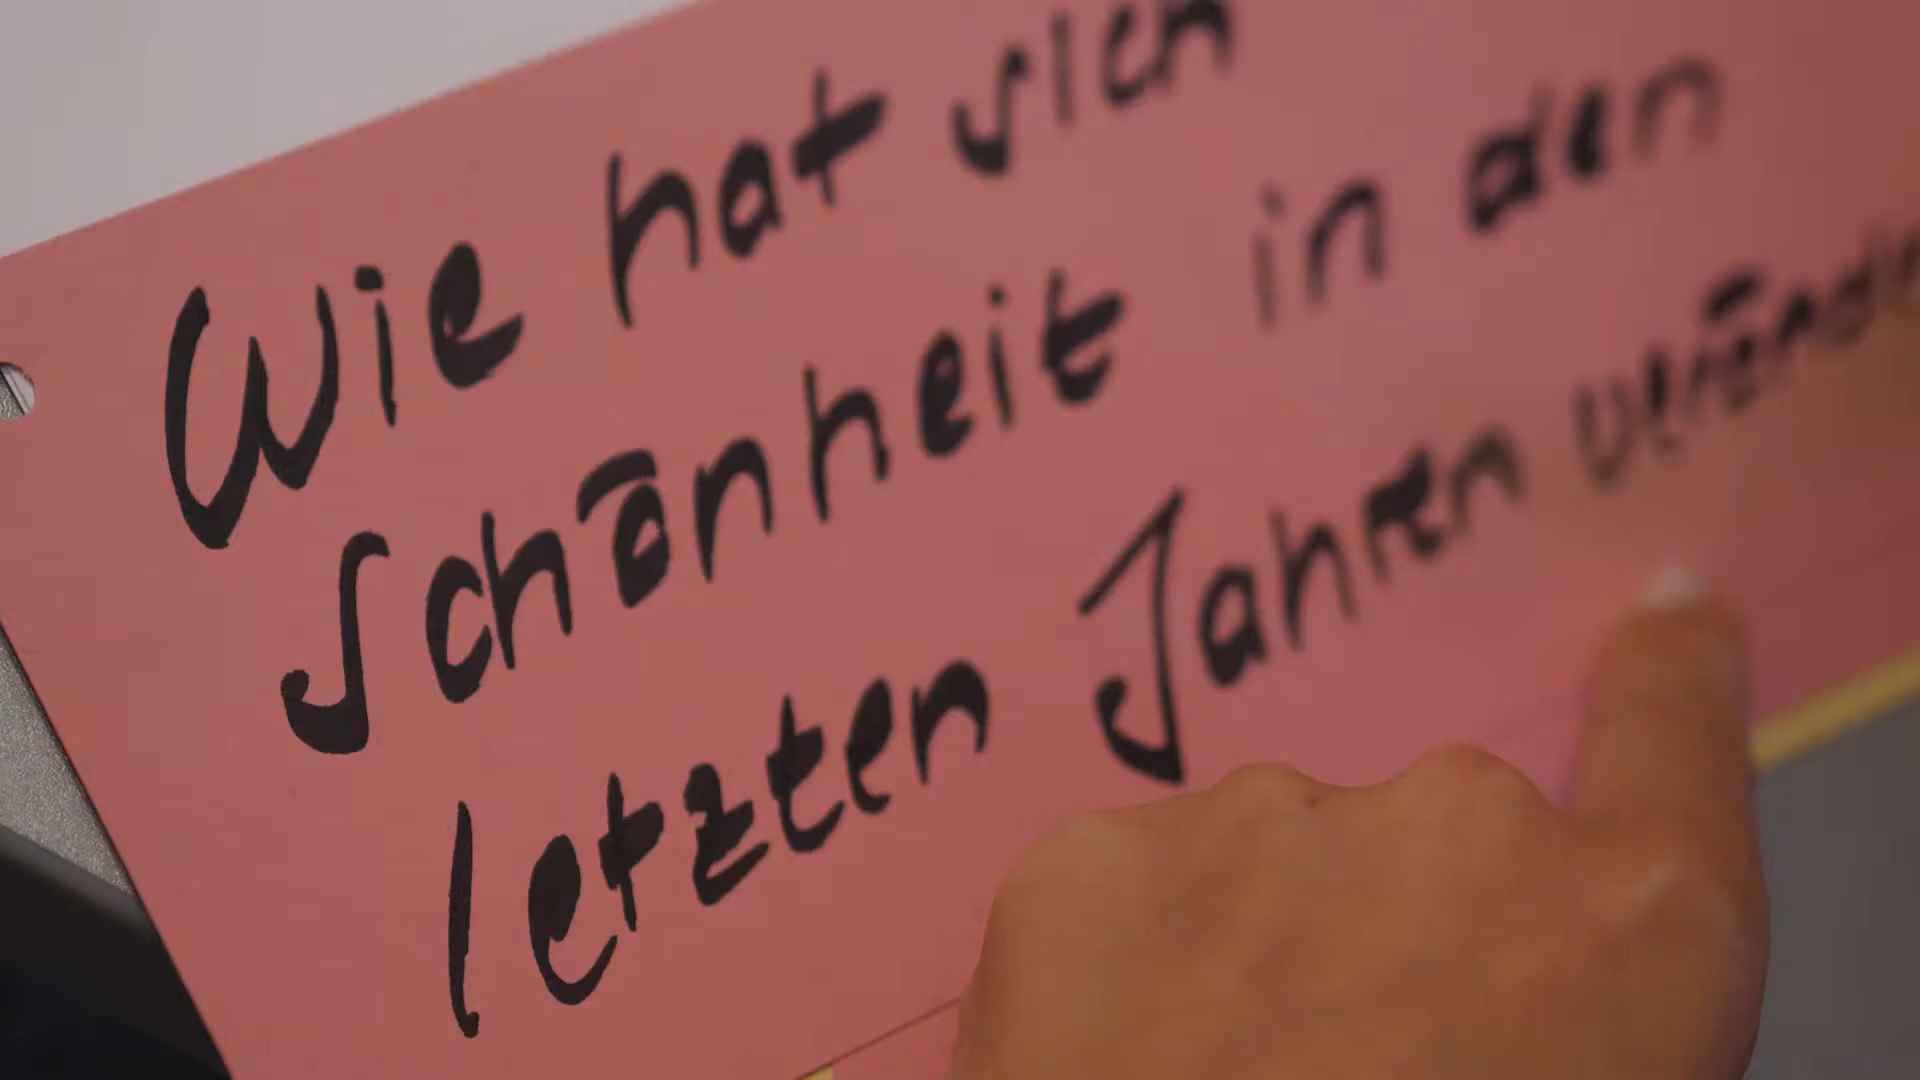 Wie hat sich
Schönheit in den
letzten Jahren